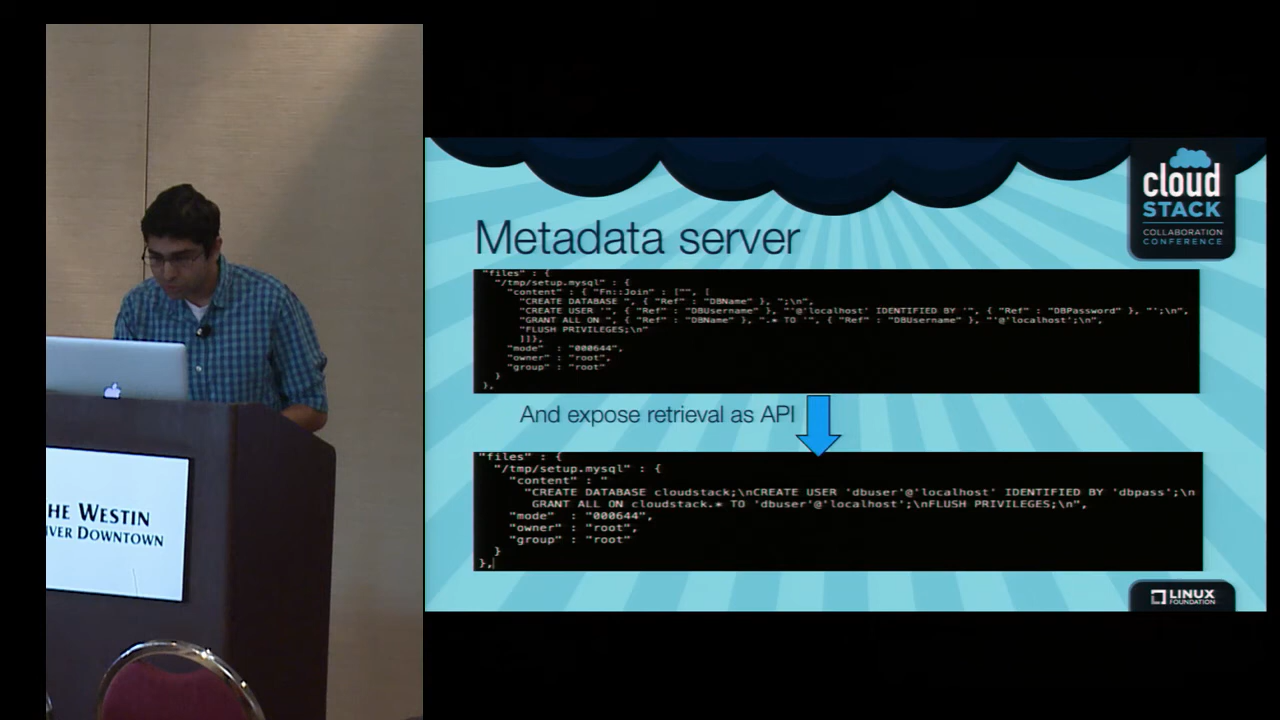 cloud
STACK
COLLABORATION
CONFERENCE
Metadata server
"files" : {
"/tmp/setup.mysql" : {
"content" : { "Fn::Join" : ["", [
"CREATE DATABASE ", { "Ref" : "DBName" }, ";\n",
"CREATE USER '", { "Ref" : "DBUsername" }, "'@'localhost' IDENTIFIED BY '", { "Ref" : "DBPassword" }, "';\n",
"GRANT ALL ON ", { "Ref" : "DBName" }, ".* TO '", { "Ref" : "DBUsername" }, "'@'localhost';\n",
"FLUSH PRIVILEGES;\n"
]]},
"mode" : "000644",
"owner" : "root",
"group" : "root"
}
},
And expose retrieval as API
"files" : {
"/tmp/setup.mysql" : {
"content" : "
"CREATE DATABASE cloudstack;\nCREATE USER 'dbuser'@'localhost' IDENTIFIED BY 'dbpass';\n
GRANT ALL ON cloudstack.* TO 'dbuser'@'localhost';\nFLUSH PRIVILEGES;\n",
"mode" : "000644",
"owner" : "root",
"group" : "root"
}
},
LINUX
FOUNDATION
HE WESTIN
VER DOWNTOWN